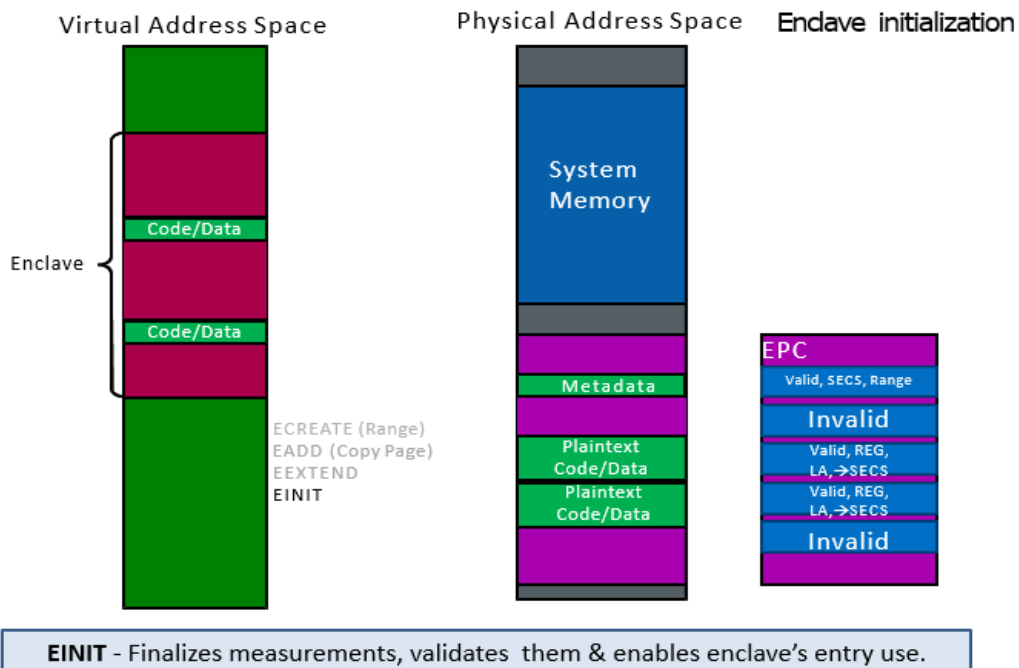 Virtual Address Space
Physical Address Space
Enclave initialization
System
Memory
Code/Data
Enclave
Code/Data
EPC
Valid, SECS, Range
Metadata
Invalid
ECREATE (Range)
EADD (Copy Page)
EEXTEND
EINIT
Plaintext
Code/Data
Valid, REG,
LA,→SECS
Plaintext
Code/Data
Valid, REG,
LA,→SECS
Invalid
EINIT - Finalizes measurements, validates them & enables enclave’s entry use.